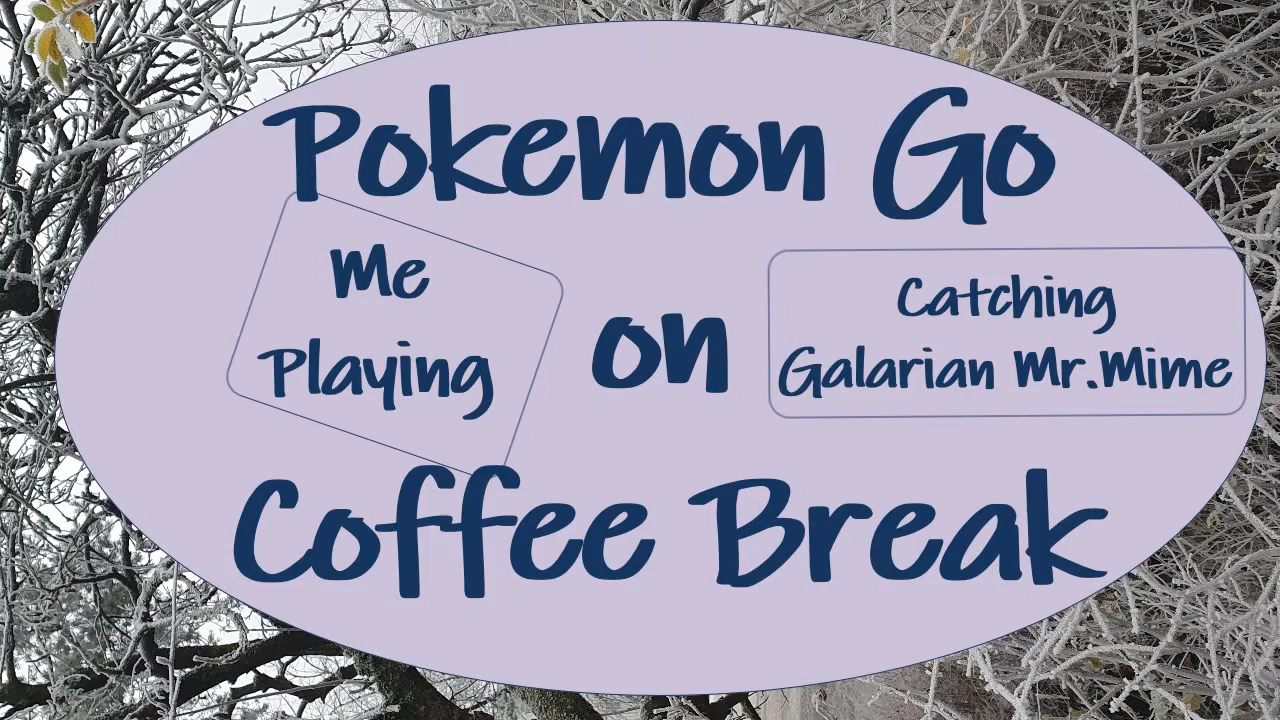 Pokemon Go
Me
Playing
on
Catching
Galarian Mr.Mime
Coffee Break